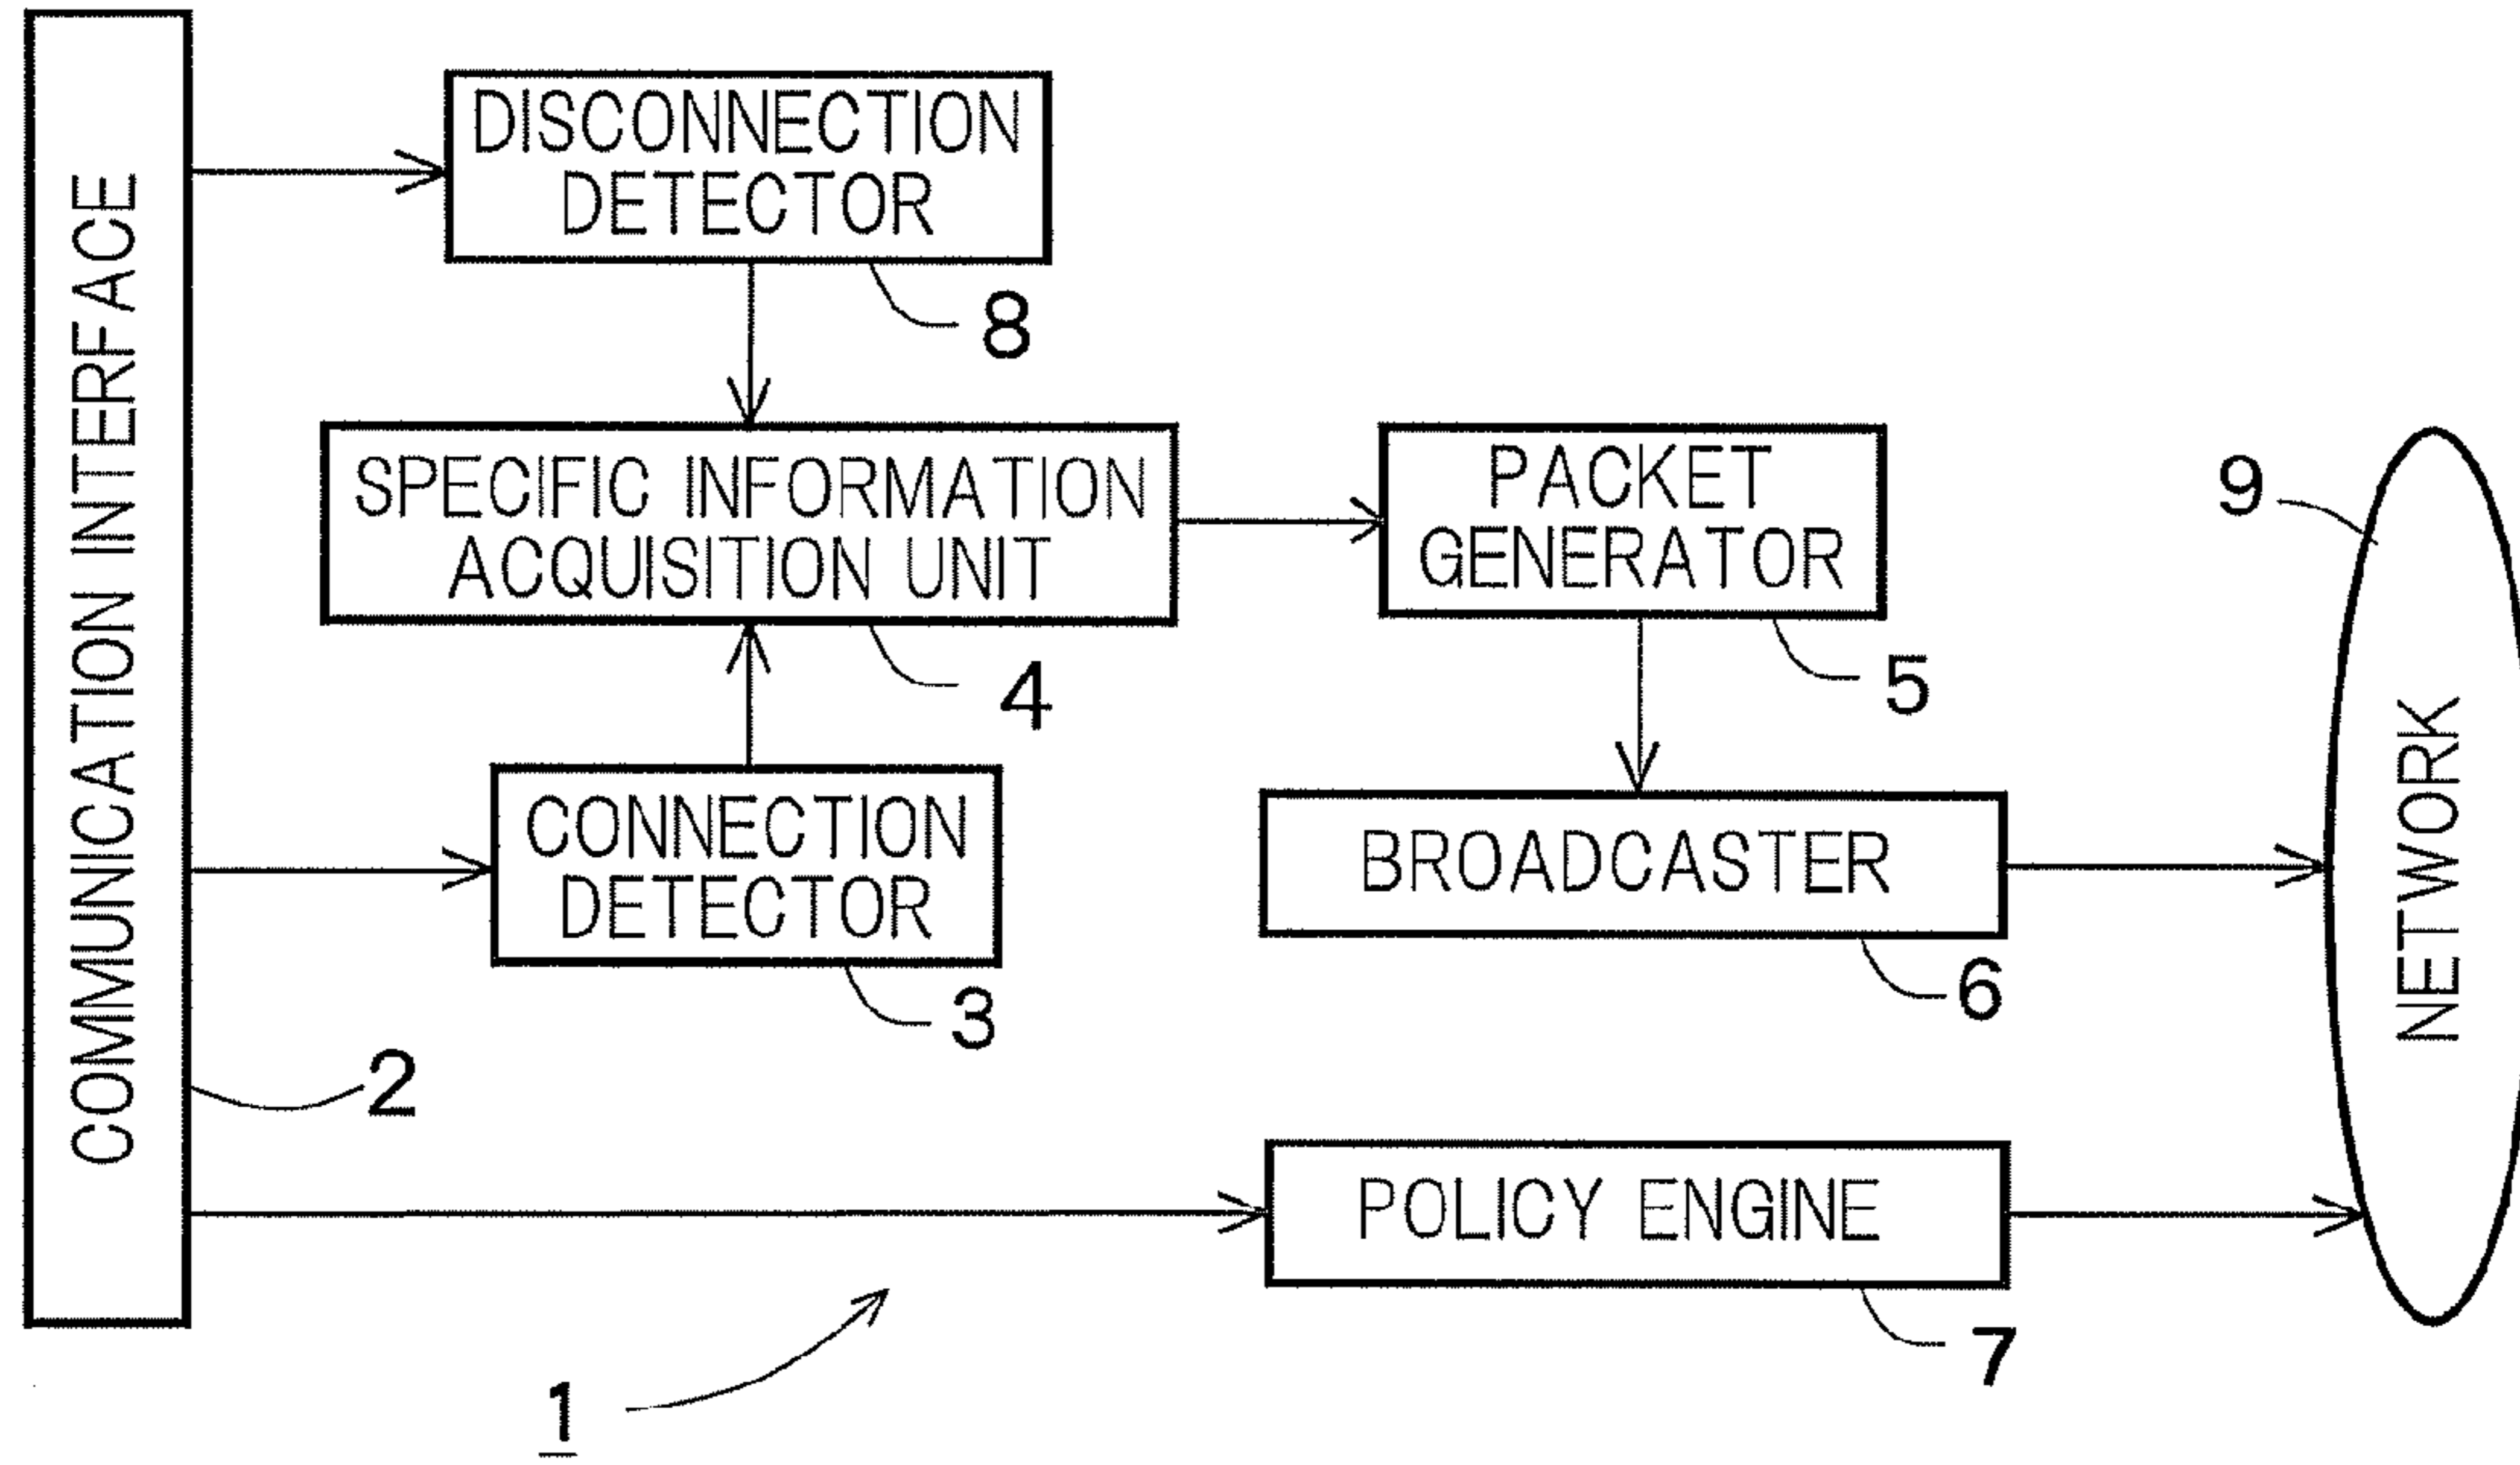 COMMUNICATION INTERFACE
2
DISCONNECTION
DETECTOR
8
SPECIFIC INFORMATION
ACQUISITION UNIT
4
CONNECTION
DETECTOR
3
PACKET
GENERATOR
5
BROADCASTER
6
POLICY ENGINE
7
9
NETWORK
1